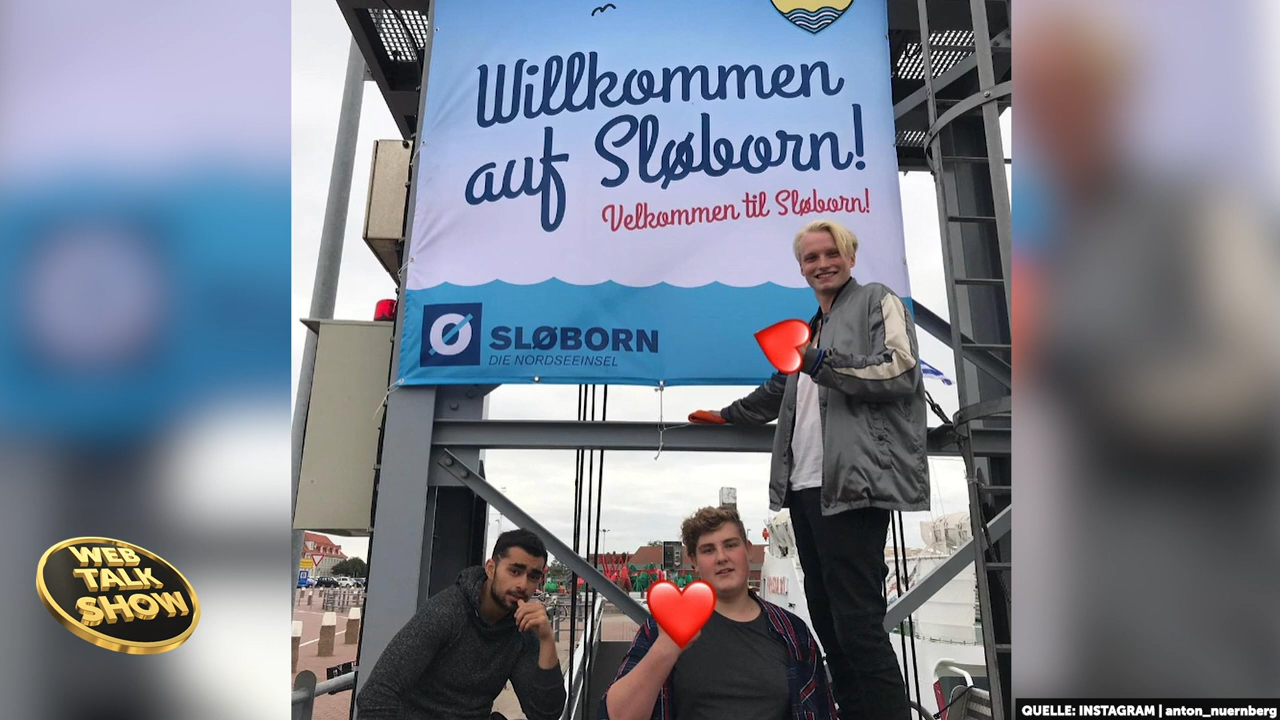 Willkommen
auf Sløborn!
Velkommen til Sløborn!
Ø SLØBORN
DIE NORDSEEINSEL
WEB
TALK
SHOW
QUELLE: INSTAGRAM | anton_nuernberg